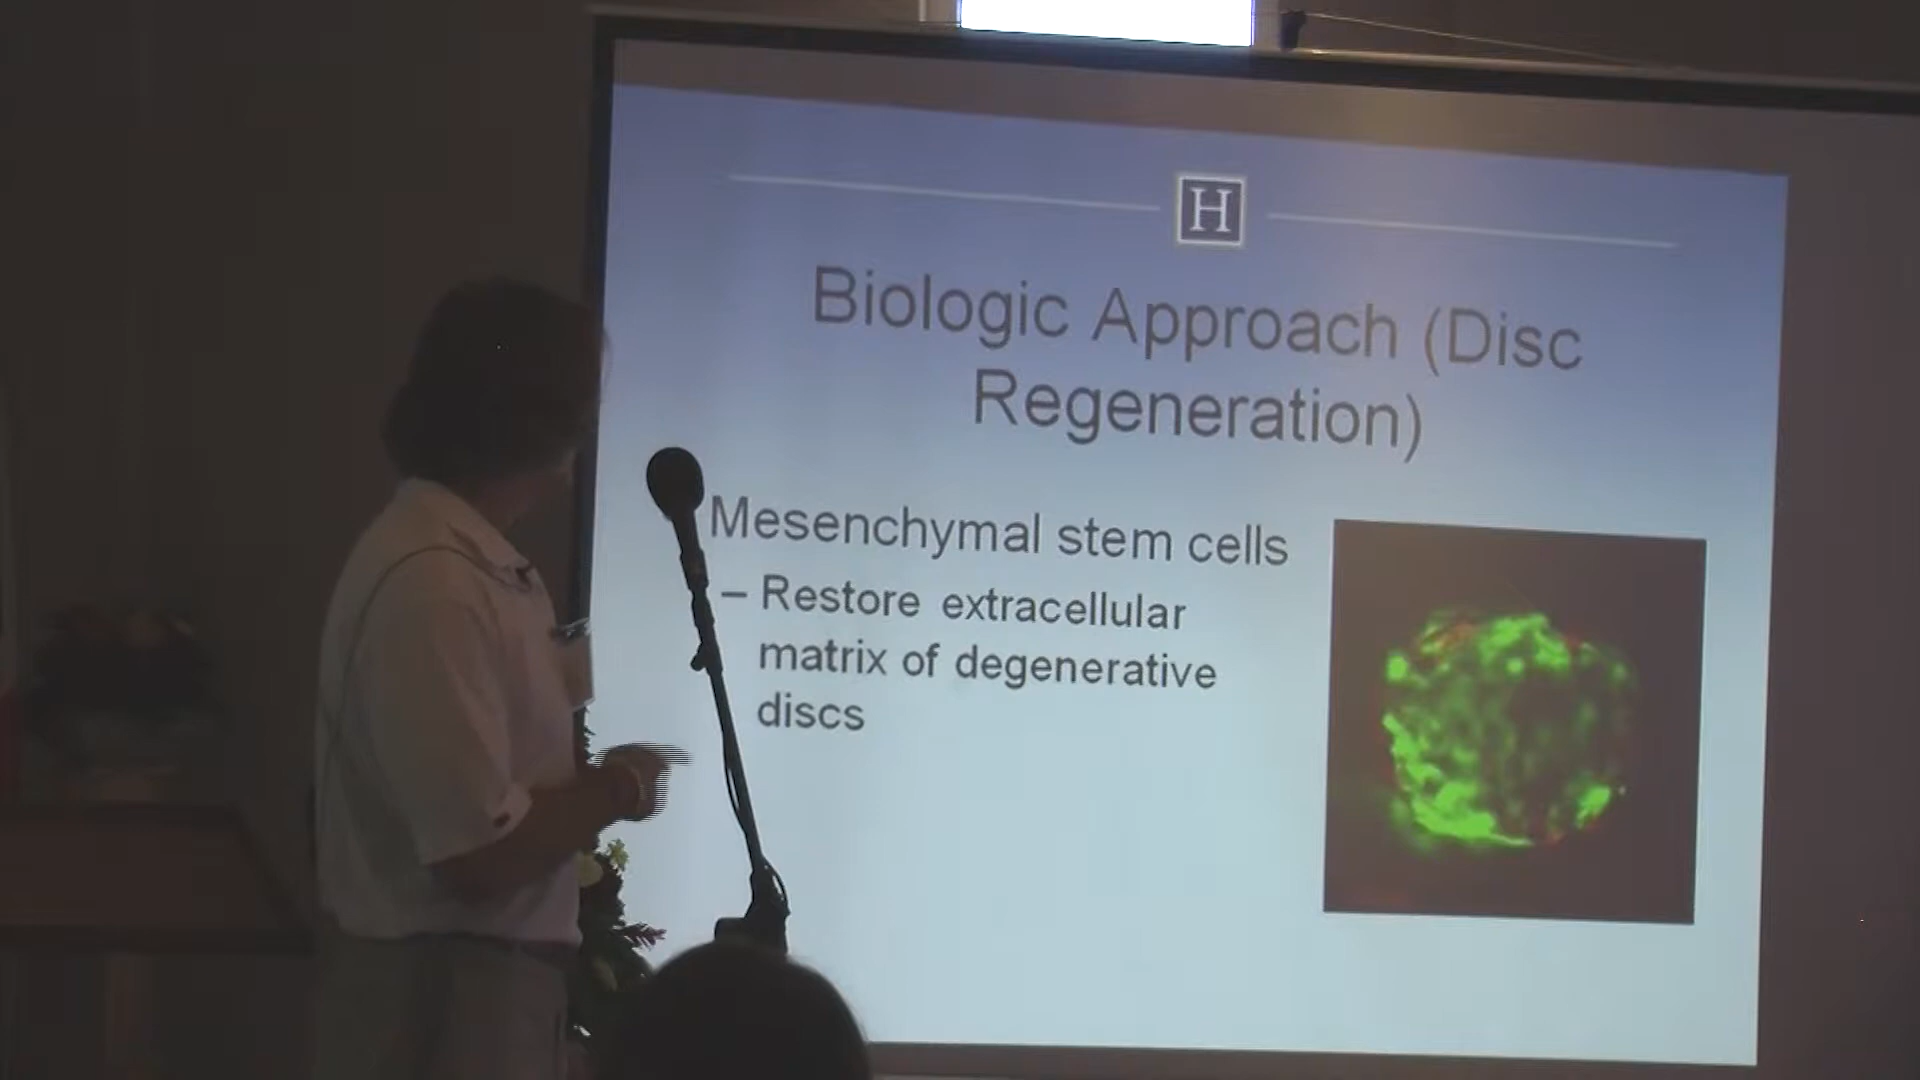 H
Biologic Approach (Disc
Regeneration)
Mesenchymal stem cells
– Restore extracellular
matrix of degenerative
discs